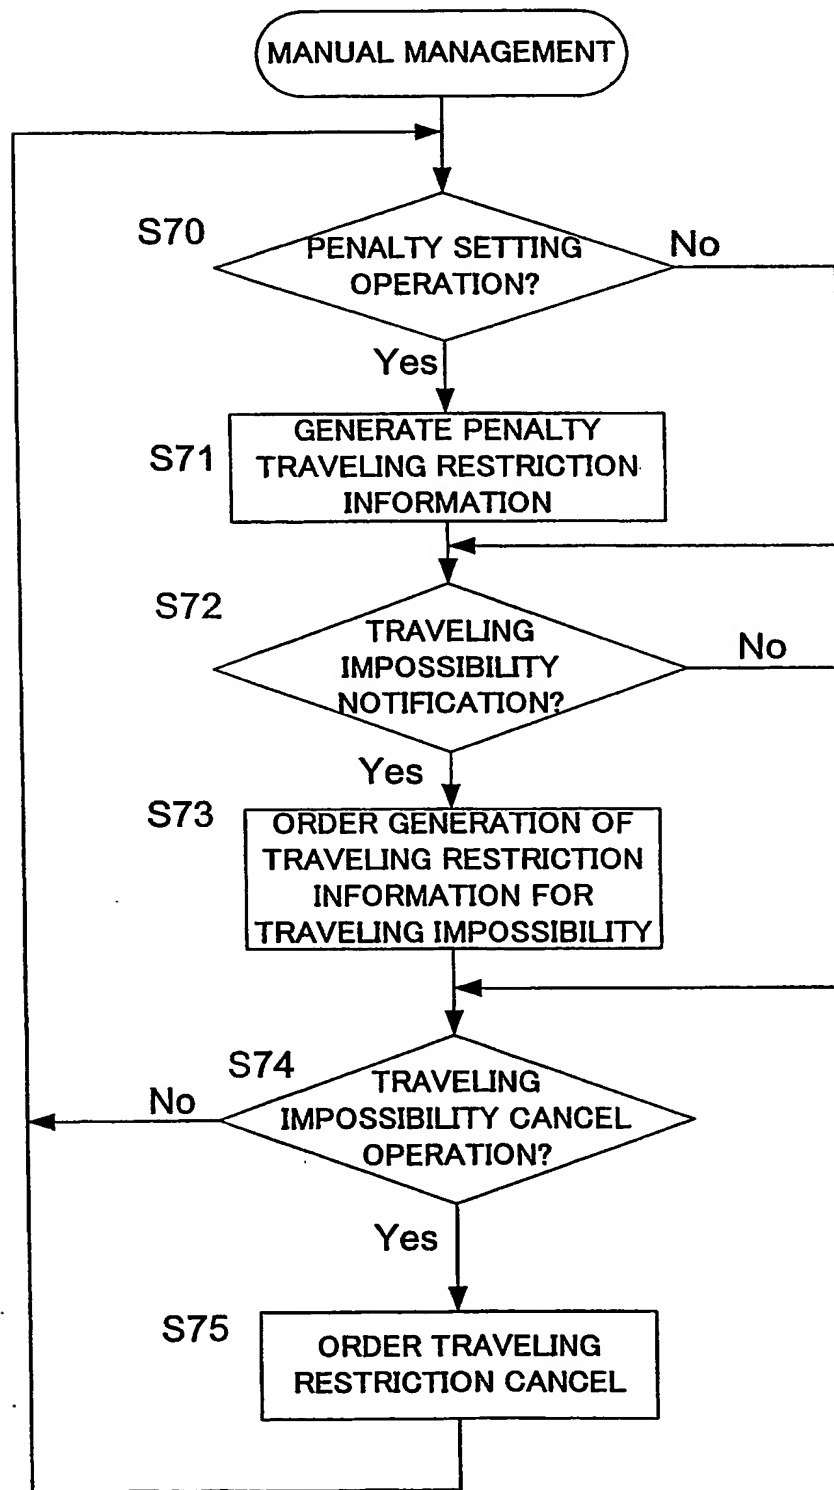 MANUAL MANAGEMENT
S70
PENALTY SETTING
OPERATION?
No
Yes
S71
GENERATE PENALTY
TRAVELING RESTRICTION
INFORMATION
S72
TRAVELING
IMPOSSIBILITY
NOTIFICATION?
No
Yes
S73
ORDER GENERATION OF
TRAVELING RESTRICTION
INFORMATION FOR
TRAVELING IMPOSSIBILITY
S74
No
TRAVELING
IMPOSSIBILITY CANCEL
OPERATION?
Yes
S75
ORDER TRAVELING
RESTRICTION CANCEL